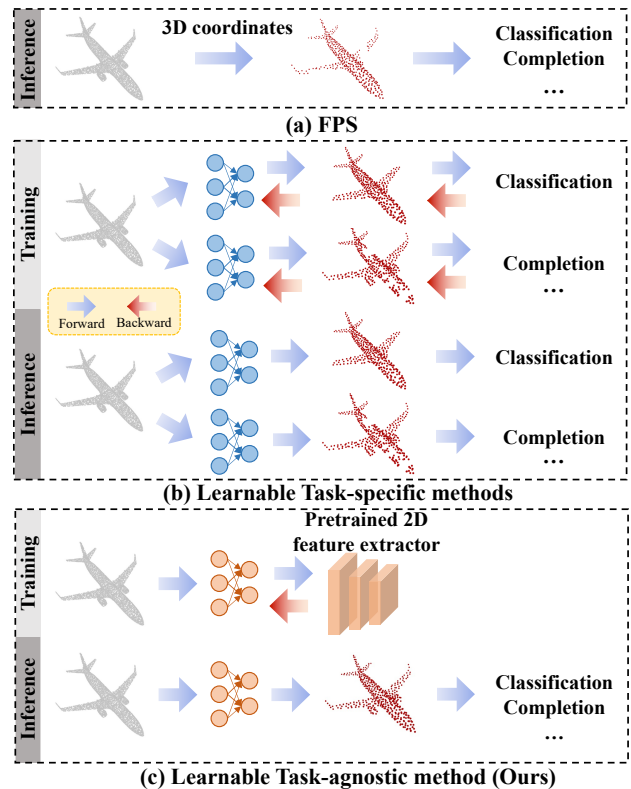 Inference
3D coordinates
Classification
Completion
...
(a) FPS
Training
Classification
Completion
...
Forward
Backward
Inference
Classification
Completion
...
(b) Learnable Task-specific methods
Training
Pretrained 2D
feature extractor
Inference
Classification
Completion
...
(c) Learnable Task-agnostic method (Ours)